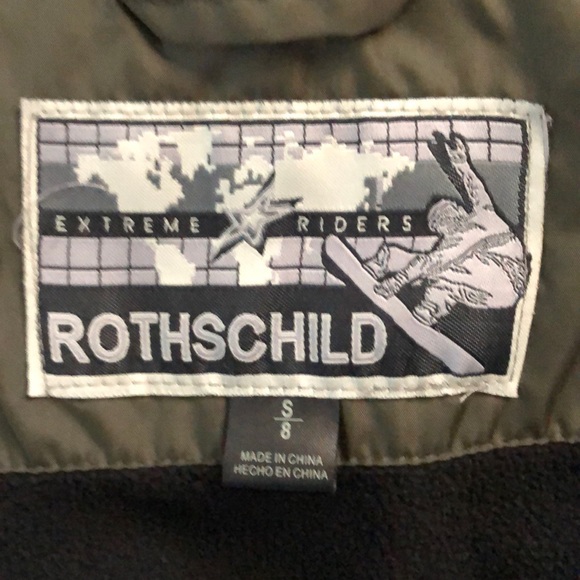 EXTREME RIDERS
ROTHSCHILD
S
8
MADE IN CHINA
HECHO EN CHINA